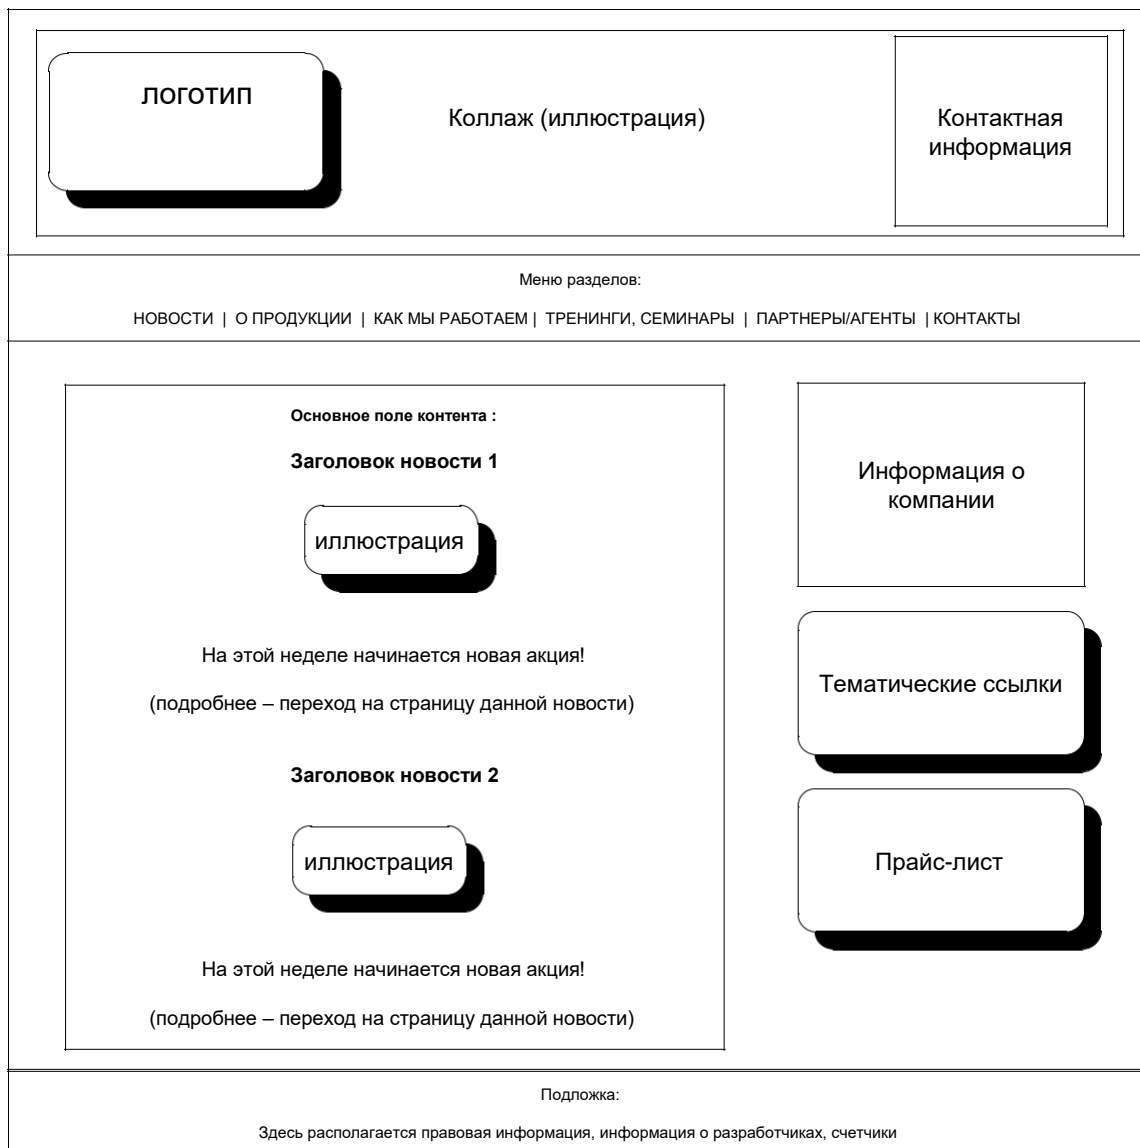 ЛОГОТИП
Коллаж (иллюстрация)
Контактная
информация
Меню разделов:
НОВОСТИ | О ПРОДУКЦИИ | КАК МЫ РАБОТАЕМ | ТРЕНИНГИ, СЕМИНАРЫ | ПАРТНЕРЫ/АГЕНТЫ | КОНТАКТЫ
Основное поле контента :
Заголовок новости 1
иллюстрация
На этой неделе начинается новая акция!
(подробнее – переход на страницу данной новости)
Заголовок новости 2
иллюстрация
На этой неделе начинается новая акция!
(подробнее – переход на страницу данной новости)
Информация о
компании
Тематические ссылки
Прайс-лист
Подложка:
Здесь располагается правовая информация, информация о разработчиках, счетчики